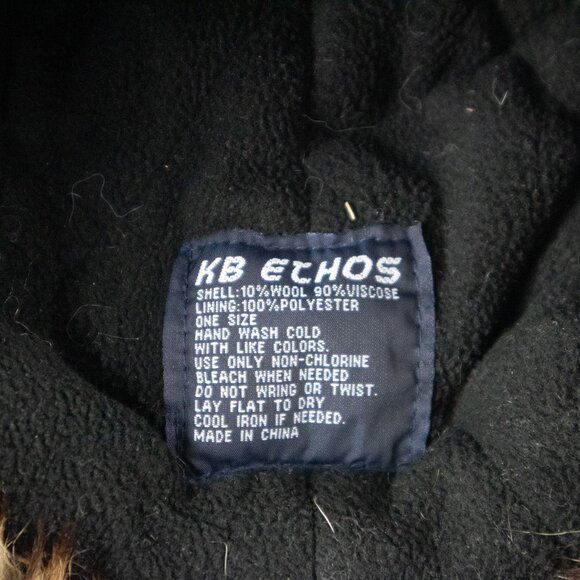 KB ETHOS
SHELL:10%WOOL 90%VISCOSE
LINING:100%POLYESTER
ONE SIZE
HAND WASH COLD
WITH LIKE COLORS.
USE ONLY NON-CHLORINE
BLEACH WHEN NEEDED
DO NOT WRING OR TWIST.
LAY FLAT TO DRY
COOL IRON IF NEEDED.
MADE IN CHINA